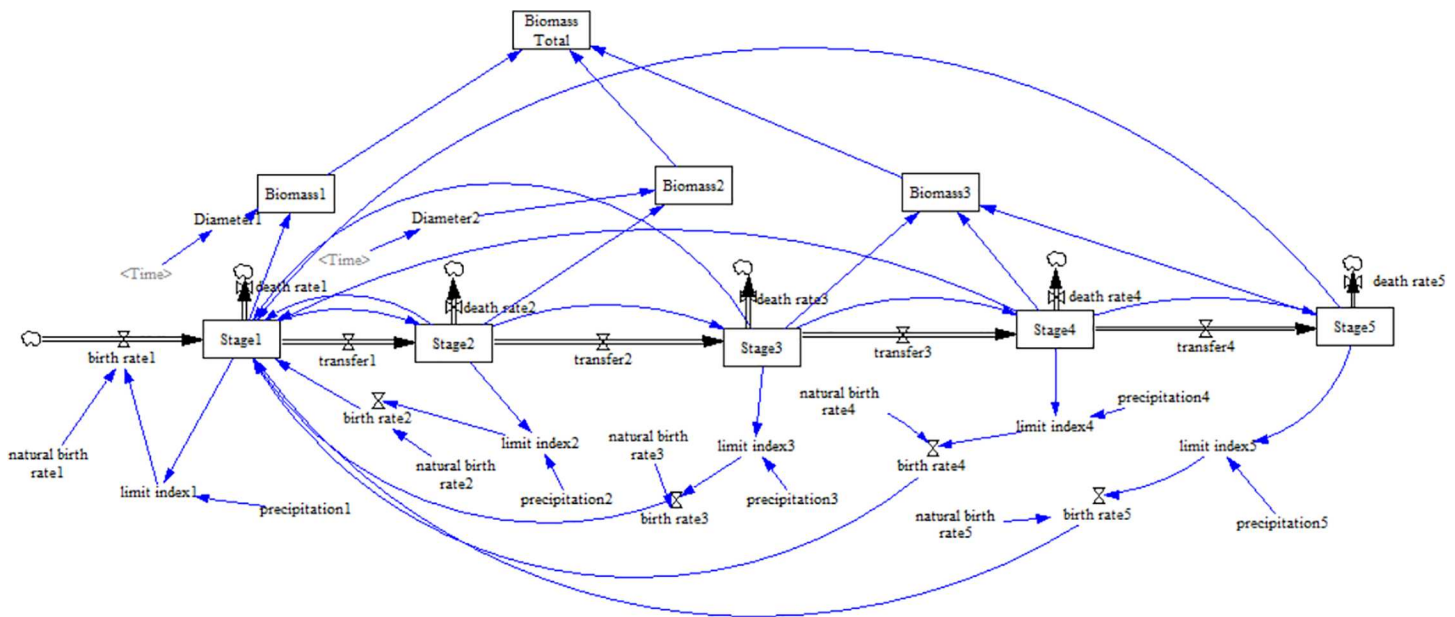 Biomass
Total
Biomass1
Biomass2
Biomass3
Diameter1
Diameter2
<Time>
<Time>
death rate1
death rate2
death rate3
death rate4
death rate5
Stage1
Stage2
Stage3
Stage4
Stage5
birth rate1
transfer1
transfer2
transfer3
transfer4
natural birth
rate1
limit index1
precipitation1
birth rate2
natural birth
rate2
limit index2
precipitation2
natural birth
rate3
birth rate3
limit index3
precipitation3
natural birth
rate4
birth rate4
limit index4
precipitation4
natural birth
rate5
birth rate5
limit index5
precipitation5